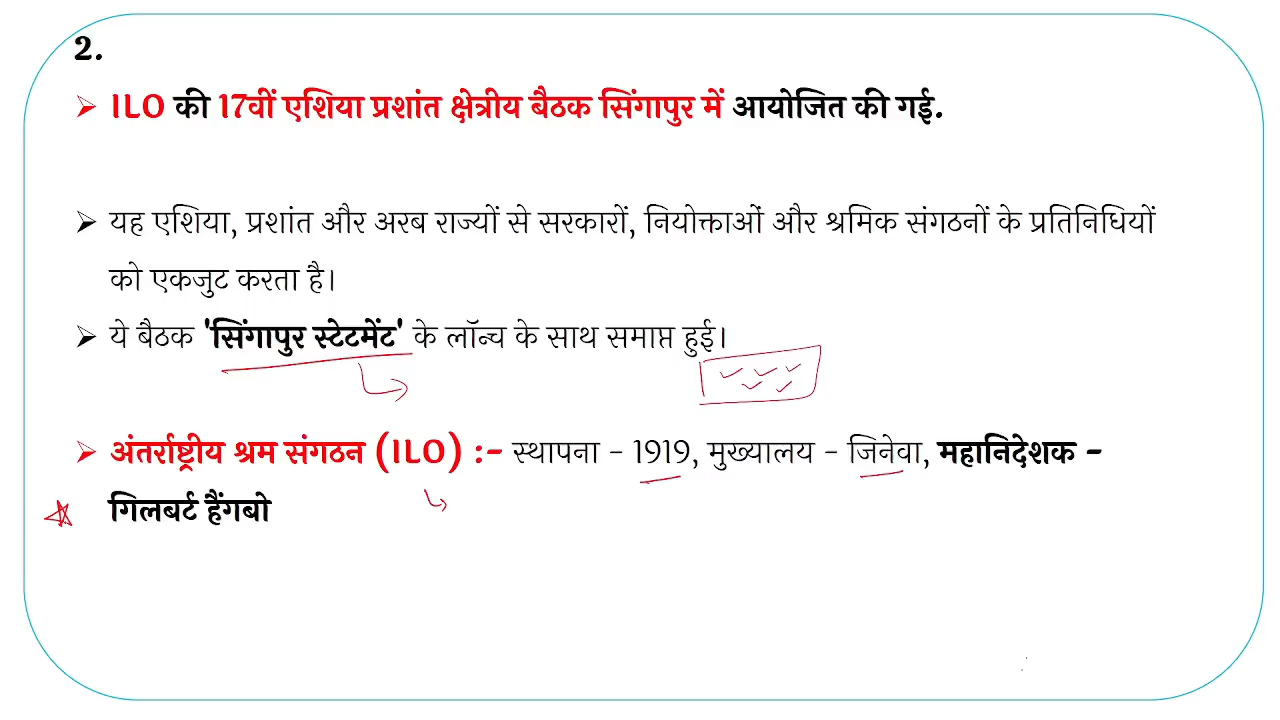 2.
➢ ILO की 17वीं एशिया प्रशांत क्षेत्रीय बैठक सिंगापुर में आयोजित की गई.
➢ यह एशिया, प्रशांत और अरब राज्यों से सरकारों, नियोक्ताओं और श्रमिक संगठनों के प्रतिनिधियों
को एकजुट करता है।
➢ ये बैठक 'सिंगापुर स्टेटमेंट' के लॉन्च के साथ समाप्त हुई।
➢ अंतर्राष्ट्रीय श्रम संगठन (ILO) :- स्थापना - 1919, मुख्यालय - जिनेवा, महानिदेशक -
गिलबर्ट हैंगबो